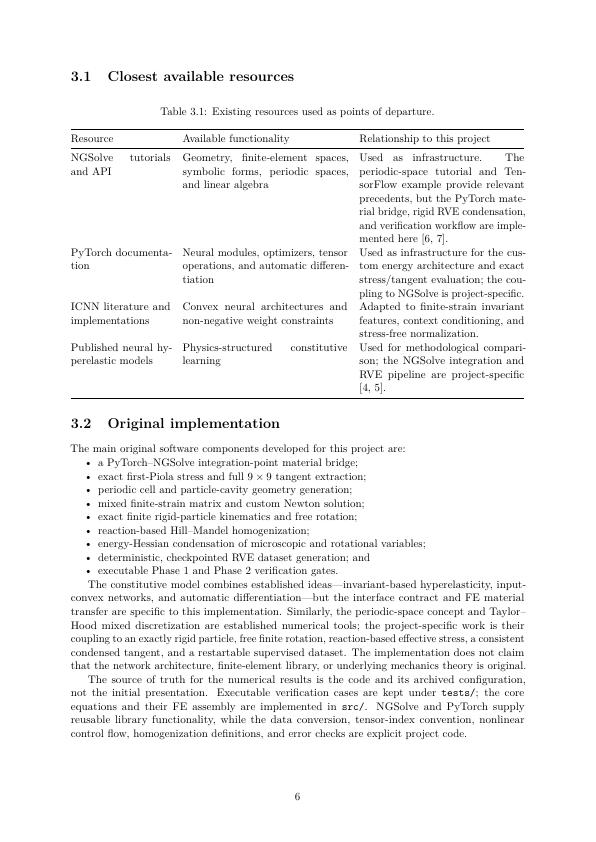 3.1 Closest available resources
Table 3.1: Existing resources used as points of departure.
Resource Available functionality Relationship to this project
NGSolve tutorials Geometry, finite-element spaces, Used as infrastructure. The
and API symbolic forms, periodic spaces, periodic-space tutorial and Ten-
and linear algebra sorFlow example provide relevant
precedents, but the PyTorch mate-
rial bridge, rigid RVE condensation,
and verification workflow are imple-
mented here [6, 7].
PyTorch documenta- Neural modules, optimizers, tensor Used as infrastructure for the cus-
tion operations, and automatic differen- tom energy architecture and exact
tiation stress/tangent evaluation; the cou-
pling to NGSolve is project-specific.
ICNN literature and Convex neural architectures and Adapted to finite-strain invariant
implementations non-negative weight constraints features, context conditioning, and
stress-free normalization.
Published neural hy- Physics-structured constitutive Used for methodological compari-
perelastic models learning son; the NGSolve integration and
RVE pipeline are project-specific
[4, 5].
3.2 Original implementation
The main original software components developed for this project are:
• a PyTorch–NGSolve integration-point material bridge;
• exact first-Piola stress and full 9 × 9 tangent extraction;
• periodic cell and particle-cavity geometry generation;
• mixed finite-strain matrix and custom Newton solution;
• exact finite rigid-particle kinematics and free rotation;
• reaction-based Hill–Mandel homogenization;
• energy-Hessian condensation of microscopic and rotational variables;
• deterministic, checkpointed RVE dataset generation; and
• executable Phase 1 and Phase 2 verification gates.
The constitutive model combines established ideas—invariant-based hyperelasticity, input-
convex networks, and automatic differentiation—but the interface contract and FE material
transfer are specific to this implementation. Similarly, the periodic-space concept and Taylor–
Hood mixed discretization are established numerical tools; the project-specific work is their
coupling to an exactly rigid particle, free finite rotation, reaction-based effective stress, a consistent
condensed tangent, and a restartable supervised dataset. The implementation does not claim
that the network architecture, finite-element library, or underlying mechanics theory is original.
The source of truth for the numerical results is the code and its archived configuration,
not the initial presentation. Executable verification cases are kept under tests/; the core
equations and their FE assembly are implemented in src/. NGSolve and PyTorch supply
reusable library functionality, while the data conversion, tensor-index convention, nonlinear
control flow, homogenization definitions, and error checks are explicit project code.
6